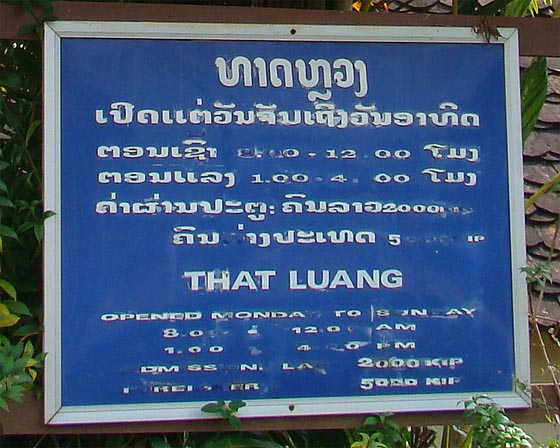 ທາດຫຼວງ
ເປີດແຕ່ວັນຈັນເຖິງວັນອາທິດ
ຕອນເຊົ້າ 8.00 - 12.00 ໂມງ
ຕອນແລງ 1.00 - 4.00 ໂມງ
ຄ່າຜ່ານປະຕູ: ຄົນລາວ 2000
ຄົນຕ່າງປະເທດ
THAT LUANG
OPENED MONDAY TO SUNDAY
8.00 12.00 AM
1.00 4.00 PM
2000 KIP
5000 KIP